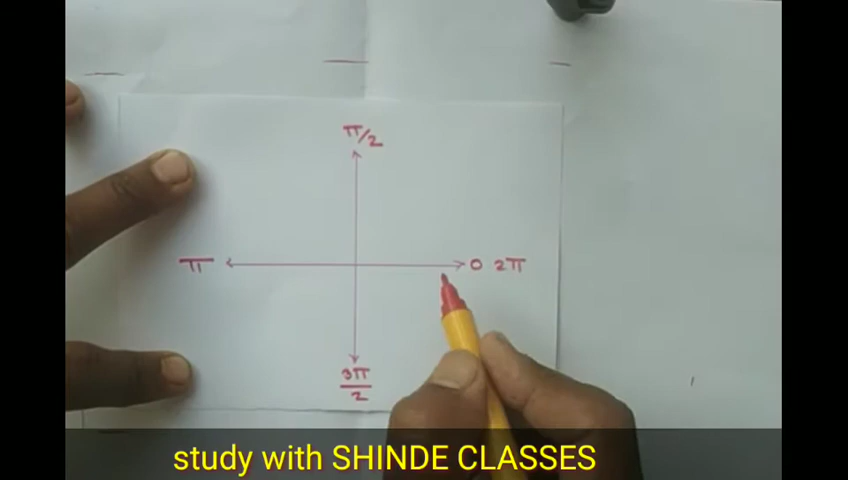 π/2
π
0 2π
3π
2
study with SHINDE CLASSES